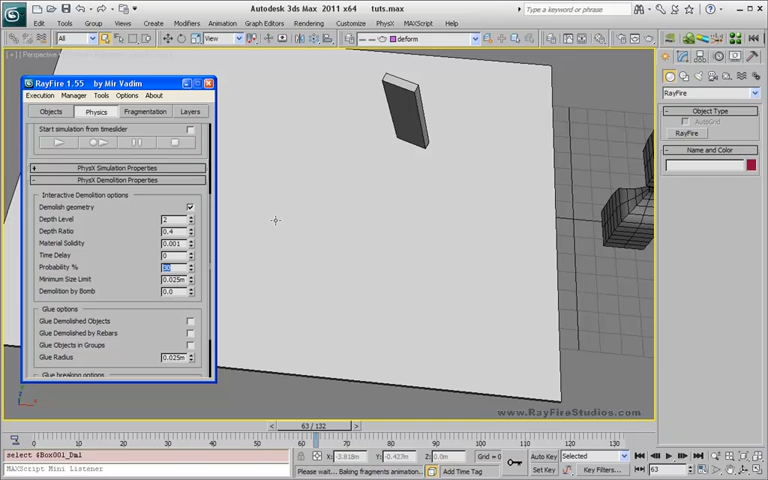 Autodesk 3ds Max 2011 x64 tuts.max
Type a keyword or phrase
Edit Tools Group Views Create Modifiers Animation Graph Editors Rendering Customize PhysX MAXScript Help
All View deform
RayFire 1.55 by Mir Vadim
Execution Manager Tools Options About
Objects Physics Fragmentation Layers
Start simulation from timeslider
PhysX Simulation Properties
PhysX Demolition Properties
Interactive Demolition options
Demolish geometry
Depth Level 2
Depth Ratio 0.4
Material Solidity 0.001
Time Delay 0
Probability %
Minimum Size Limit 0.025m
Demolition by Bomb 0.0
Glue options
Glue Demolished Objects
Glue Demolished by Rebars
Glue Objects in Groups
Glue Radius 0.025m
Glue breaking options
RayFire
Object Type
AutoGrid
RayFire
Name and Color
www.RayFireStudios.com
63 / 132
0 10 20 30 40 50 60 70 80 90 100 110 120 130
select $Box001_Dml
MAXScript Mini Listener
-3.818m -0.427m Z: 0.0m Grid = 0
Please wait... Baking fragments animation...
Add Time Tag
Auto Key Selected
Set Key Key Filters...
63